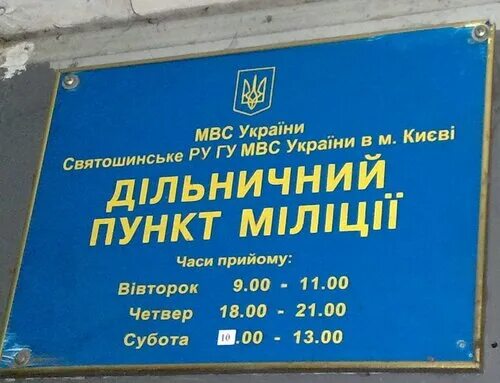 МВС України
Святошинське РУ ГУ МВС України в м. Києві
ДІЛЬНИЧНИЙ
ПУНКТ МІЛІЦІЇ
Часи прийому:
Вівторок 9.00 - 11.00
Четвер 18.00 - 21.00
Субота 10.00 - 13.00